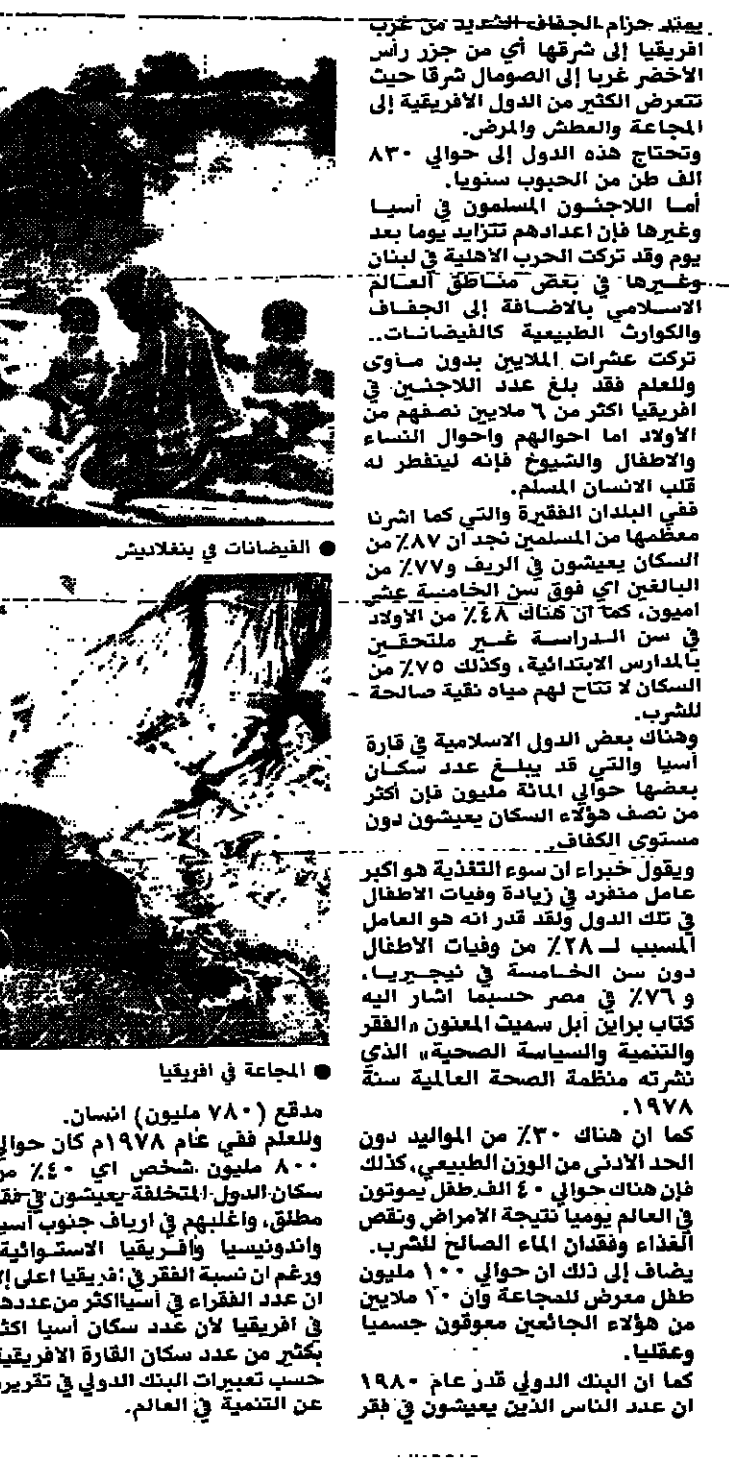 يمتد حزام الجفاف الشديد من غرب
افريقيا إلى شرقها أي من جزر رأس
الأخضر غربا إلى الصومال شرقا حيث
تتعرض الكثير من الدول الأفريقية إلى
المجاعة والعطش والمرض.
وتحتاج هذه الدول إلى حوالي ٨٣٠
الف طن من الحبوب سنويا.
أما اللاجئون المسلمون في آسيا
وغيرها فإن اعدادهم تتزايد يوما بعد
يوم وقد تركت الحرب الأهلية في لبنان
وغيرها في بعض مناطق العالم
الاسلامي بالاضافة إلى الجفاف
والكوارث الطبيعية كالفيضانات..
تركت عشرات الملايين بدون مأوى
وللعلم فقد بلغ عدد اللاجئين في
افريقيا اكثر من ٦ ملايين نصفهم من
الأولاد اما احوالهم واحوال النساء
والاطفال والشيوخ فإنه لينفطر له
قلب الانسان المسلم.
ففي البلدان الفقيرة والتي كما اشرنا
معظمها من المسلمين نجد ان ٨٧٪ من
السكان يعيشون في الريف و٧٧٪ من
البالغين اي فوق سن الخامسة عشر
اميون، كما ان هناك ٤٨٪ من الاولاد
في سن الدراسة غير ملتحقين
بالمدارس الابتدائية، وكذلك ٧٥٪ من
السكان لا تتاح لهم مياه نقية صالحة
للشرب.
وهناك بعض الدول الاسلامية في قارة
آسيا والتي قد يبلغ عدد سكان
بعضها حوالي المائة مليون فإن أكثر
من نصف هؤلاء السكان يعيشون دون
مستوى الكفاف.
ويقول خبراء ان سوء التغذية هو اكبر
عامل منفرد في زيادة وفيات الاطفال
في تلك الدول ولقد قدر انه هو العامل
المسبب لـ ٢٨٪ من وفيات الأطفال
دون سن الخامسة في نيجيريا،
و ٧٦٪ في مصر حسبما اشار اليه
كتاب براين أبل سميث المعنون «الفقر
والتنمية والسياسة الصحية» الذي
نشرته منظمة الصحة العالمية سنة
١٩٧٨.
كما ان هناك ٣٠٪ من المواليد دون
الحد الادنى من الوزن الطبيعي، كذلك
فإن هناك حوالي ٤٠ الف طفل يموتون
في العالم يوميا نتيجة الأمراض ونقص
الغذاء وفقدان الماء الصالح للشرب.
يضاف إلى ذلك ان حوالي ١٠٠ مليون
طفل معرض للمجاعة وأن ١٠ ملايين
من هؤلاء الجائعين معوقون جسميا
وعقليا.
كما ان البنك الدولي قدر عام ١٩٨٠
ان عدد الناس الذين يعيشون في فقر
● الفيضانات في بنغلاديش
● المجاعة في افريقيا
مدقع (٧٨٠ مليون) انسان.
وللعلم ففي عام ١٩٧٨م كان حوالي
٨٠٠ مليون شخص اي ٤٠٪ من
سكان الدول المتخلفة يعيشون في فقر
مطلق، واغلبهم في ارياف جنوب آسيا
واندونيسيا وافريقيا الاستوائية
ورغم ان نسبة الفقر في افريقيا اعلى إلا
ان عدد الفقراء في آسيا اكثر من عددهم
في افريقيا لأن عدد سكان آسيا اكثر
بكثير من عدد سكان القارة الافريقية
حسب تعبيرات البنك الدولي في تقريره
عن التنمية في العالم.